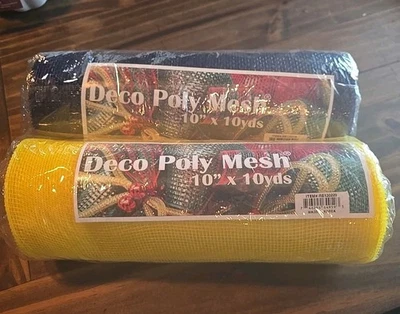 Deco Poly Mesh®
10" x 10yds
Deco Poly Mesh®
10" x 10yds